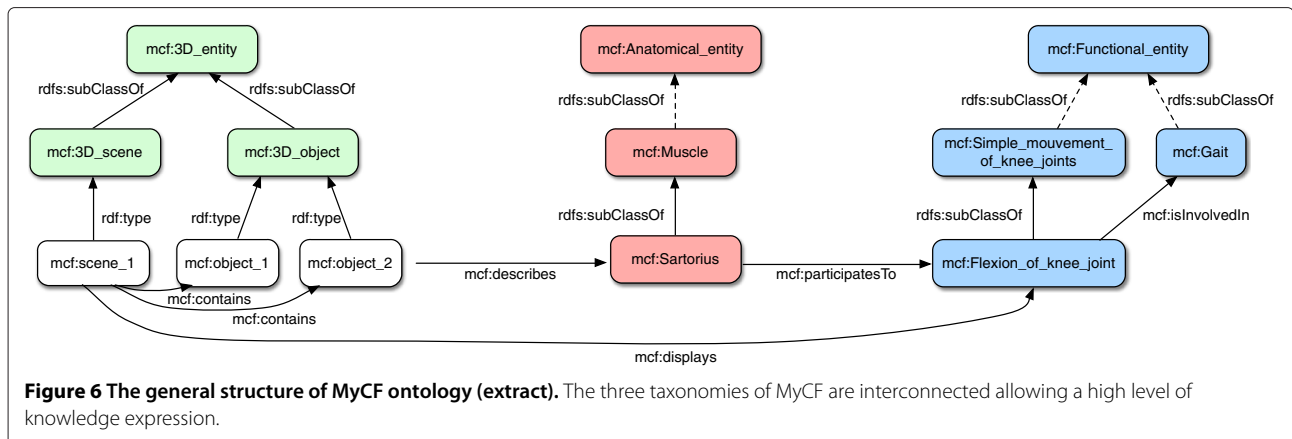 mcf:3D_entity
mcf:Anatomical_entity
mcf:Functional_entity
rdfs:subClassOf
rdfs:subClassOf
rdfs:subClassOf
rdfs:subClassOf
rdfs:subClassOf
mcf:3D_scene
mcf:3D_object
mcf:Muscle
mcf:Simple_mouvement_
of_knee_joints
mcf:Gait
rdf:type
rdf:type
rdf:type
rdfs:subClassOf
rdfs:subClassOf
mcf:isInvolvedIn
mcf:scene_1
mcf:object_1
mcf:object_2
mcf:describes
mcf:Sartorius
mcf:participatesTo
mcf:Flexion_of_knee_joint
mcf:contains
mcf:contains
mcf:displays
Figure 6 The general structure of MyCF ontology (extract). The three taxonomies of MyCF are interconnected allowing a high level of
knowledge expression.